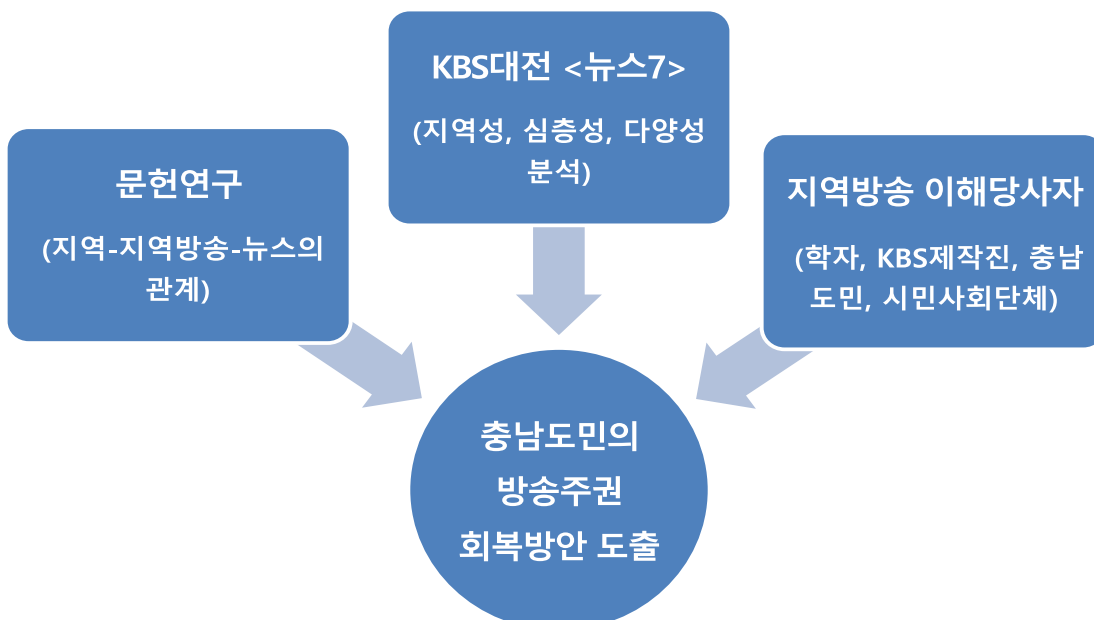 KBS대전 <뉴스7>
(지역성, 심층성, 다양성
분석)
문헌연구
(지역-지역방송-뉴스의
관계)
지역방송 이해당사자
(학자, KBS제작진, 충남
도민, 시민사회단체)
충남도민의
방송주권
회복방안 도출